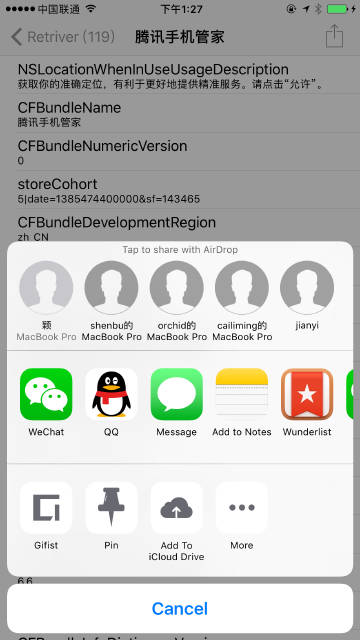 中国联通 下午1:27
Retriver (119) 腾讯手机管家
NSLocationWhenInUseUsageDescription
获取你的准确定位，有利于更好地提供精准服务。请点击“允许”。
CFBundleName
腾讯手机管家
CFBundleNumericVersion
0
storeCohort
5|date=1385474400000&sf=143465
CFBundleDevelopmentRegion
zh_CN
Tap to share with AirDrop
颖 shenbu的 orchid的 cailiming的 jianyi
MacBook Pro MacBook Pro MacBook Pro MacBook Pro
WeChat QQ Message Add to Notes Wunderlist
Gifist Pin Add To More
iCloud Drive
6.6
Cancel